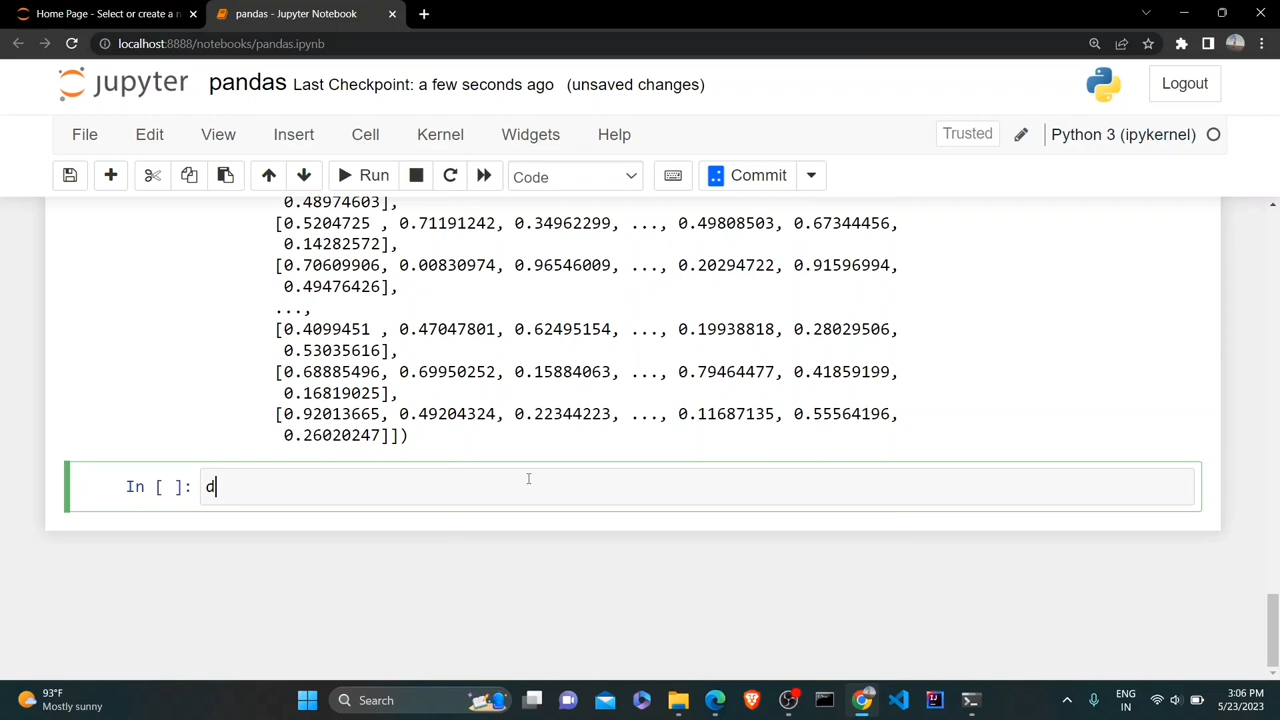 Home Page - Select or create a n
pandas - Jupyter Notebook
localhost:8888/notebooks/pandas.ipynb
jupyter pandas Last Checkpoint: a few seconds ago (unsaved changes)
Logout
File Edit View Insert Cell Kernel Widgets Help
Trusted
Python 3 (ipykernel)
Run
Code
Commit
0.48974603],
[0.5204725 , 0.71191242, 0.34962299, ..., 0.49808503, 0.67344456,
0.14282572],
[0.70609906, 0.00830974, 0.96546009, ..., 0.20294722, 0.91596994,
0.49476426],
...,
[0.4099451 , 0.47047801, 0.62495154, ..., 0.19938818, 0.28029506,
0.53035616],
[0.68885496, 0.69950252, 0.15884063, ..., 0.79464477, 0.41859199,
0.16819025],
[0.92013665, 0.49204324, 0.22344223, ..., 0.11687135, 0.55564196,
0.26020247]])
In [ ]: d
93°F
Mostly sunny
Search
ENG
IN
3:06 PM
5/23/2023